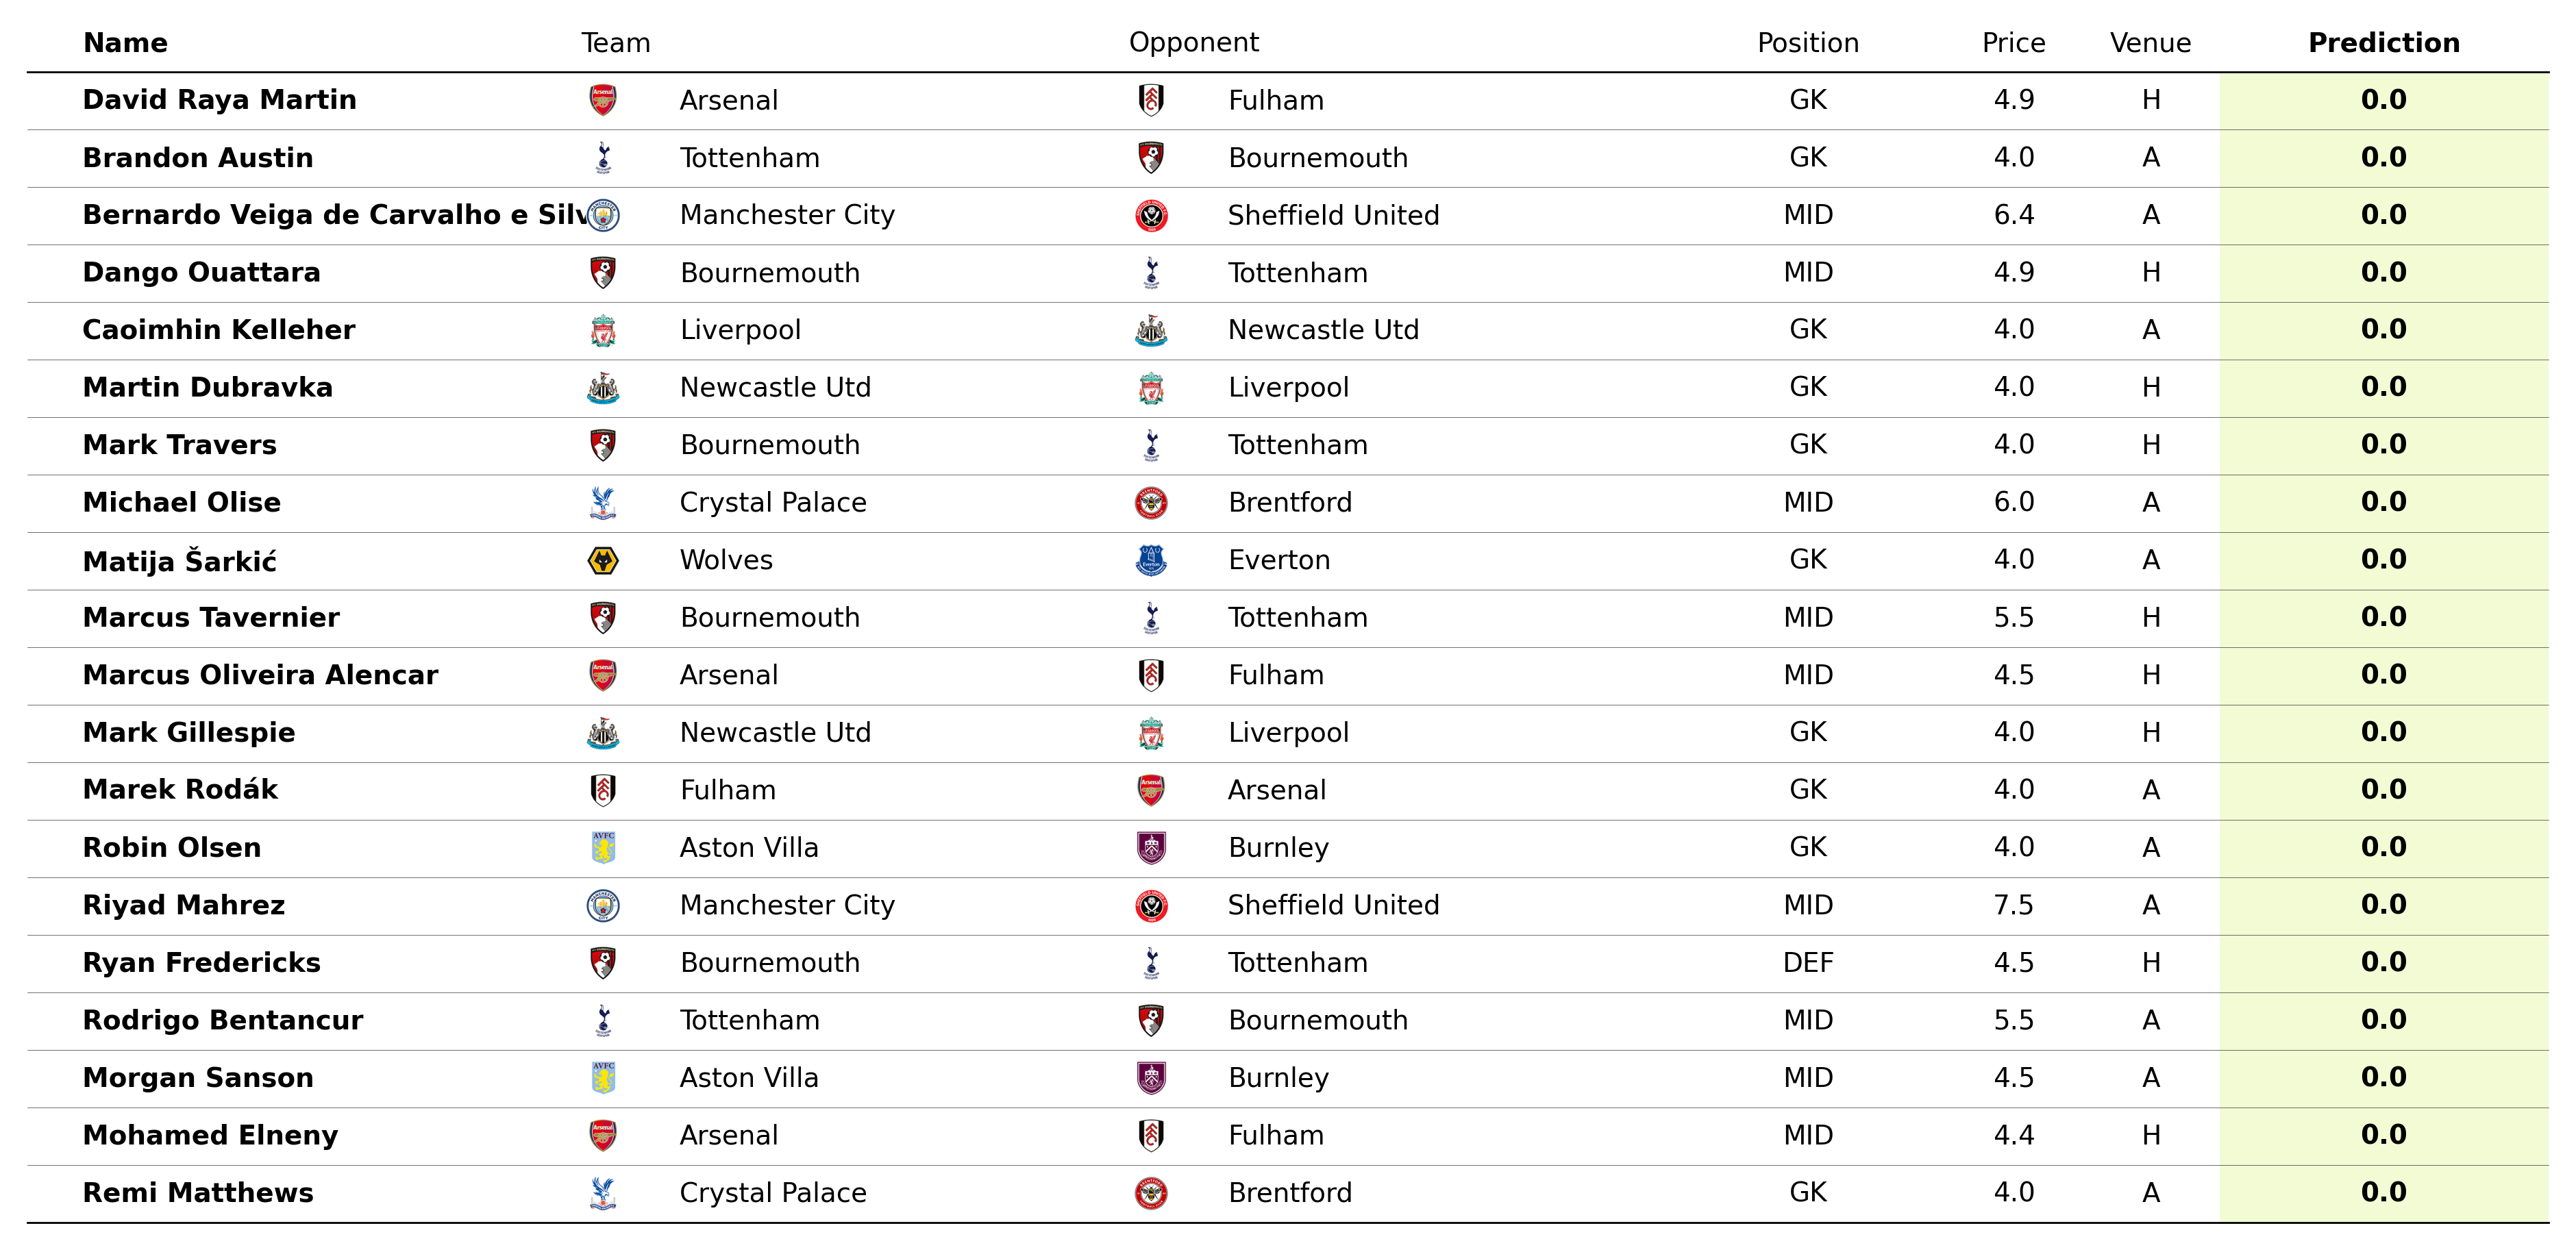 Name Team Opponent Position Price Venue Prediction
David Raya Martin Arsenal Fulham GK 4.9 H 0.0
Brandon Austin Tottenham Bournemouth GK 4.0 A 0.0
Bernardo Veiga de Carvalho e Silv Manchester City Sheffield United MID 6.4 A 0.0
Dango Ouattara Bournemouth Tottenham MID 4.9 H 0.0
Caoimhin Kelleher Liverpool Newcastle Utd GK 4.0 A 0.0
Martin Dubravka Newcastle Utd Liverpool GK 4.0 H 0.0
Mark Travers Bournemouth Tottenham GK 4.0 H 0.0
Michael Olise Crystal Palace Brentford MID 6.0 A 0.0
Matija Šarkić Wolves Everton GK 4.0 A 0.0
Marcus Tavernier Bournemouth Tottenham MID 5.5 H 0.0
Marcus Oliveira Alencar Arsenal Fulham MID 4.5 H 0.0
Mark Gillespie Newcastle Utd Liverpool GK 4.0 H 0.0
Marek Rodák Fulham Arsenal GK 4.0 A 0.0
Robin Olsen Aston Villa Burnley GK 4.0 A 0.0
Riyad Mahrez Manchester City Sheffield United MID 7.5 A 0.0
Ryan Fredericks Bournemouth Tottenham DEF 4.5 H 0.0
Rodrigo Bentancur Tottenham Bournemouth MID 5.5 A 0.0
Morgan Sanson Aston Villa Burnley MID 4.5 A 0.0
Mohamed Elneny Arsenal Fulham MID 4.4 H 0.0
Remi Matthews Crystal Palace Brentford GK 4.0 A 0.0